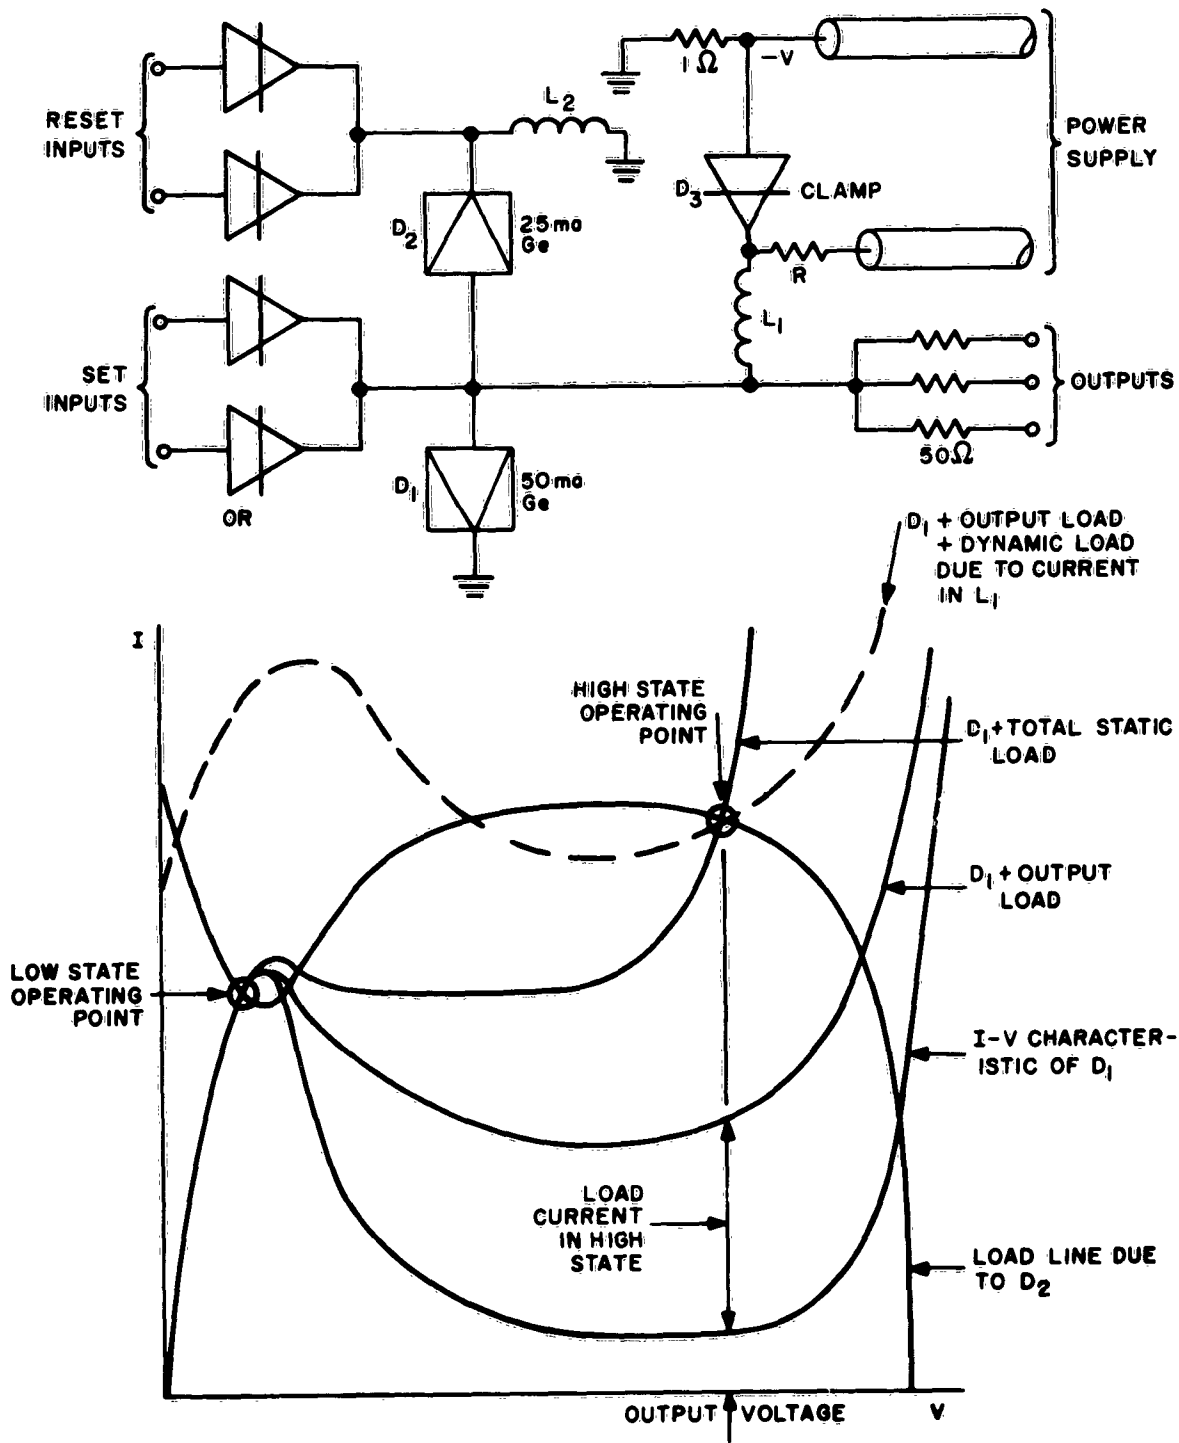 1Ω
-V
RESET
INPUTS
L2
POWER
SUPPLY
D3
CLAMP
D2
25ma
Ge
R
L1
SET
INPUTS
OUTPUTS
50Ω
D1
50ma
Ge
OR
D1 + OUTPUT LOAD
+ DYNAMIC LOAD
DUE TO CURRENT
IN L1
I
HIGH STATE
OPERATING
POINT
D1+TOTAL STATIC
LOAD
D1+ OUTPUT
LOAD
LOW STATE
OPERATING
POINT
I-V CHARACTER-
ISTIC OF D1
LOAD
CURRENT
IN HIGH
STATE
LOAD LINE DUE
TO D2
OUTPUT VOLTAGE
V